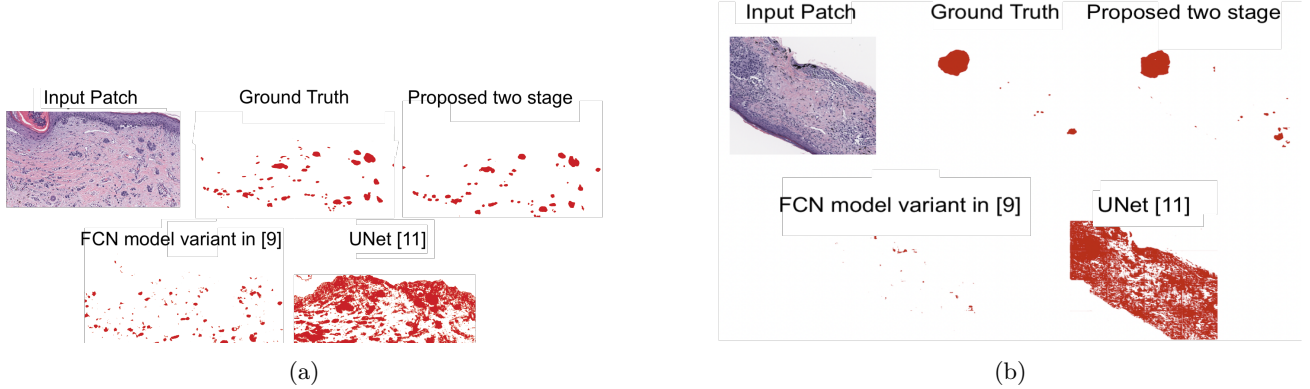 Input Patch
Ground Truth
Proposed two stage
FCN model variant in [9]
UNet [11]
(a)
Input Patch
Ground Truth
Proposed two stage
FCN model variant in [9]
UNet [11]
(b)